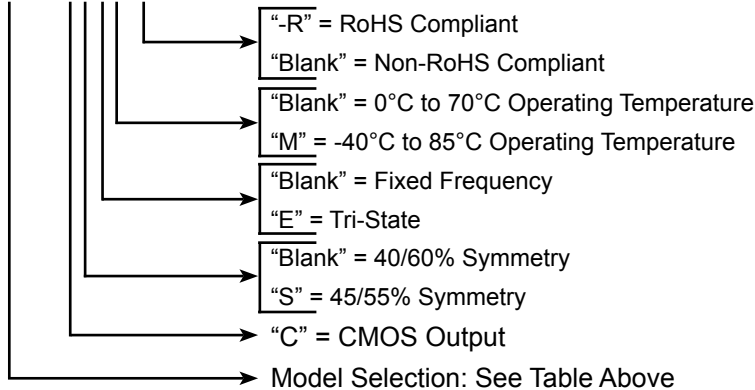 “-R” = RoHS Compliant
“Blank” = Non-RoHS Compliant
“Blank” = 0°C to 70°C Operating Temperature
“M” = -40°C to 85°C Operating Temperature
“Blank” = Fixed Frequency
“E” = Tri-State
“Blank” = 40/60% Symmetry
“S” = 45/55% Symmetry
“C” = CMOS Output
Model Selection: See Table Above